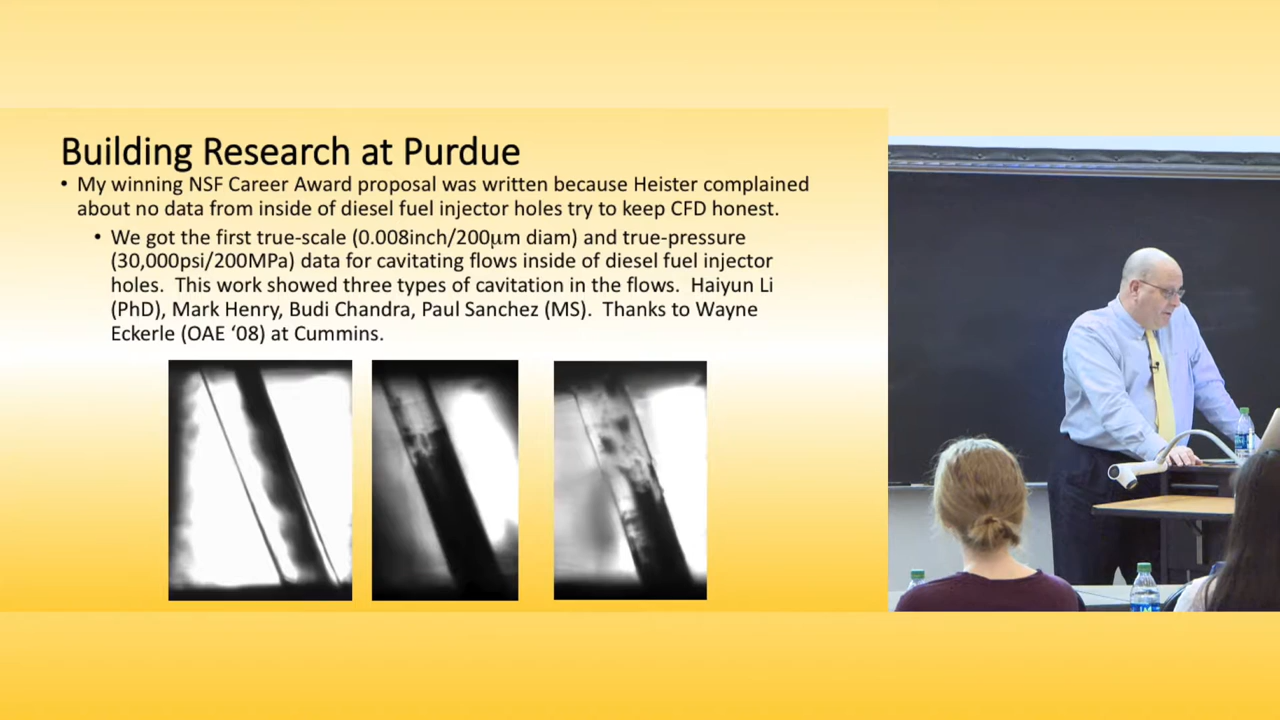 Building Research at Purdue
• My winning NSF Career Award proposal was written because Heister complained
about no data from inside of diesel fuel injector holes try to keep CFD honest.
• We got the first true-scale (0.008inch/200μm diam) and true-pressure
(30,000psi/200MPa) data for cavitating flows inside of diesel fuel injector
holes. This work showed three types of cavitation in the flows. Haiyun Li
(PhD), Mark Henry, Budi Chandra, Paul Sanchez (MS). Thanks to Wayne
Eckerle (OAE ‘08) at Cummins.